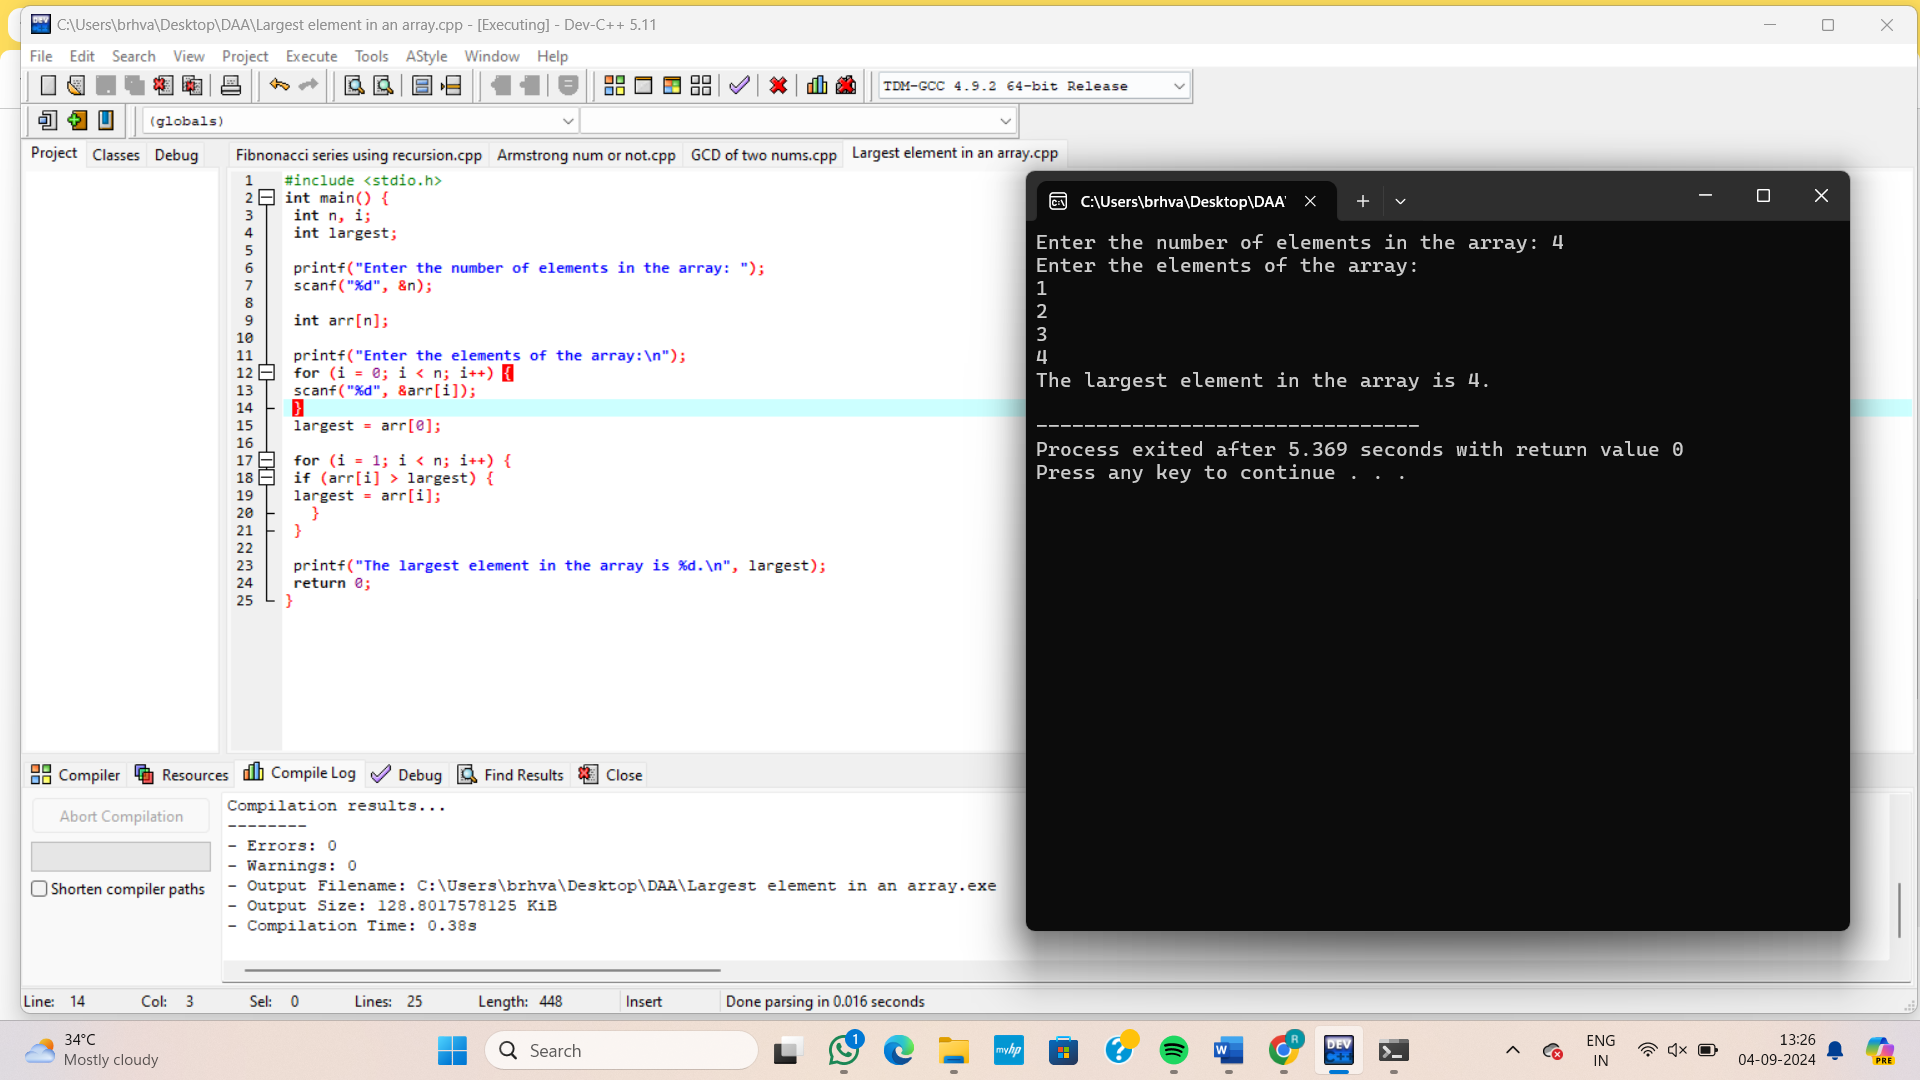 C:\Users\brhva\Desktop\DAA\Largest element in an array.cpp - [Executing] - Dev-C++ 5.11
File Edit Search View Project Execute Tools AStyle Window Help
TDM-GCC 4.9.2 64-bit Release
(globals)
Project Classes Debug
Fibnonacci series using recursion.cpp Armstrong num or not.cpp GCD of two nums.cpp Largest element in an array.cpp
1 #include <stdio.h>
2 int main() {
3 int n, i;
4 int largest;
5
6 printf("Enter the number of elements in the array: ");
7 scanf("%d", &n);
8
9 int arr[n];
10
11 printf("Enter the elements of the array:\n");
12 for (i = 0; i < n; i++) {
13 scanf("%d", &arr[i]);
14 }
15 largest = arr[0];
16
17 for (i = 1; i < n; i++) {
18 if (arr[i] > largest) {
19 largest = arr[i];
20 }
21 }
22
23 printf("The largest element in the array is %d.\n", largest);
24 return 0;
25 }
C:\Users\brhva\Desktop\DAA'
Enter the number of elements in the array: 4
Enter the elements of the array:
1
2
3
4
The largest element in the array is 4.
--------------------------------
Process exited after 5.369 seconds with return value 0
Press any key to continue . . .
Compiler Resources Compile Log Debug Find Results Close
Abort Compilation
Shorten compiler paths
Compilation results...
--------
- Errors: 0
- Warnings: 0
- Output Filename: C:\Users\brhva\Desktop\DAA\Largest element in an array.exe
- Output Size: 128.8017578125 KiB
- Compilation Time: 0.38s
Line: 14 Col: 3 Sel: 0 Lines: 25 Length: 448 Insert Done parsing in 0.016 seconds
34°C
Mostly cloudy
Search
1
myhp
W
R
DEV
C++
ENG
IN
13:26
04-09-2024
PRE